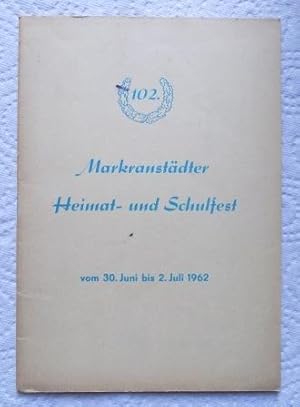 102.
Markranstädter
Heimat- und Schulfest
vom 30. Juni bis 2. Juli 1962